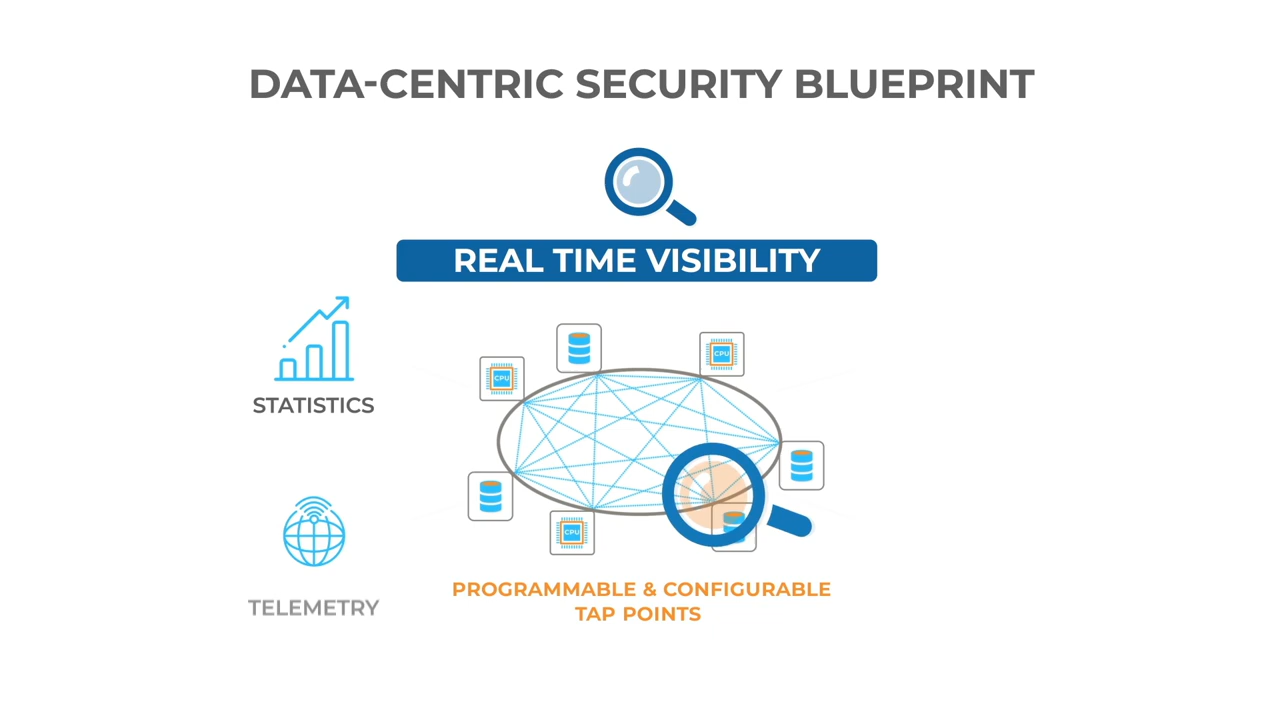 DATA-CENTRIC SECURITY BLUEPRINT
REAL TIME VISIBILITY
STATISTICS
CPU
CPU
CPU
TELEMETRY
PROGRAMMABLE & CONFIGURABLE
TAP POINTS